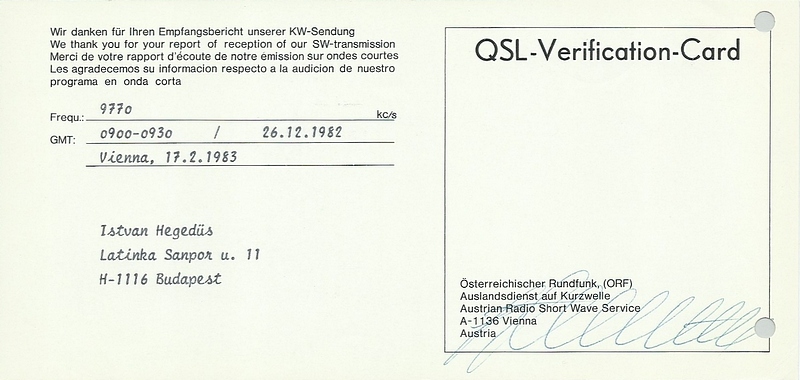 Wir danken für Ihren Empfangsbericht unserer KW-Sendung
We thank you for your report of reception of our SW-transmission
Merci de votre rapport d'écoute de notre émission sur ondes courtes
Les agradecemos su informacion respecto a la audicion de nuestro
programa en onda corta
Frequ.: 9770 kc/s
GMT: 0900-0930 / 26.12.1982
Vienna, 17.2.1983
Istvan Hegedüs
Latinka Sanpor u. 11
H-1116 Budapest
QSL-Verification-Card
Österreichischer Rundfunk, (ORF)
Auslandsdienst auf Kurzwelle
Austrian Radio Short Wave Service
A-1136 Vienna
Austria